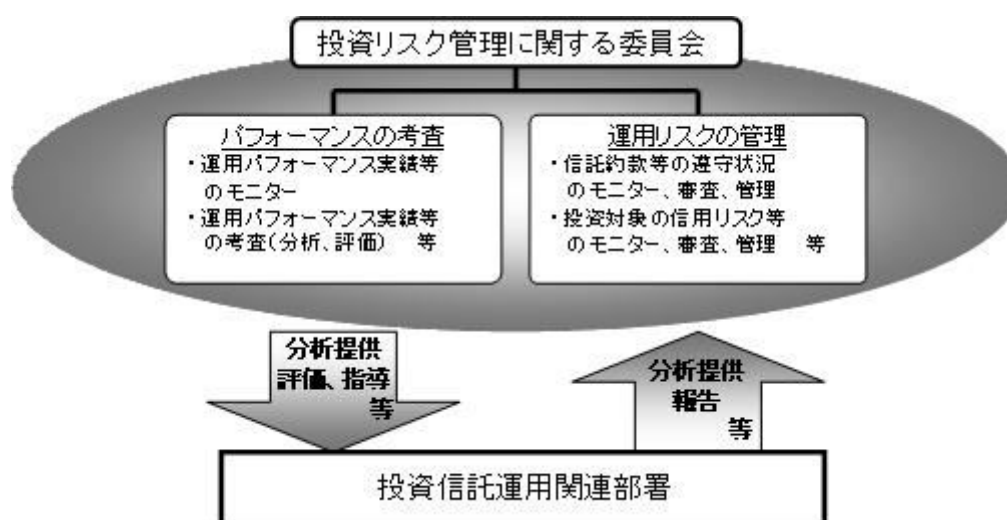 投資リスク管理に関する委員会
パフォーマンスの考査
・運用パフォーマンス実績等
のモニター
・運用パフォーマンス実績等
の考査(分析、評価) 等
運用リスクの管理
・信託約款等の遵守状況
のモニター、審査、管理
・投資対象の信用リスク等
のモニター、審査、管理 等
分析提供
評価、指導
等
分析提供
報告
等
投資信託運用関連部署